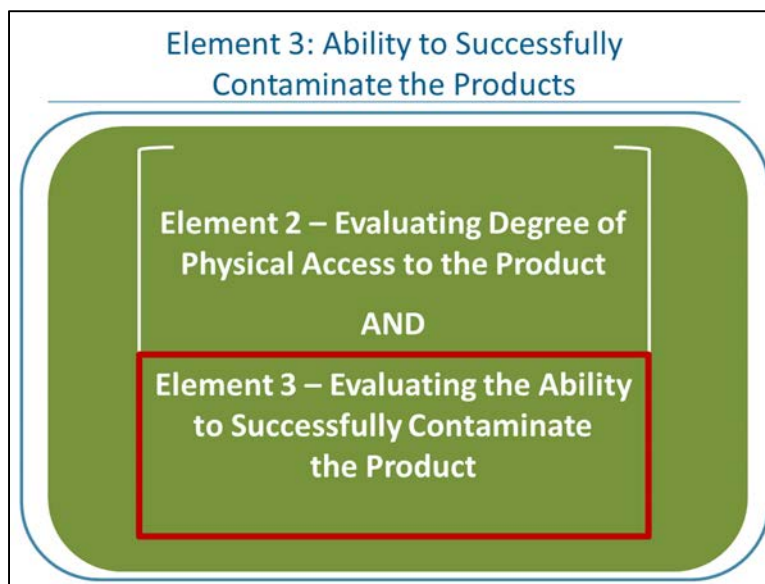 Element 3: Ability to Successfully
Contaminate the Products
Element 2 – Evaluating Degree of
Physical Access to the Product
AND
Element 3 – Evaluating the Ability
to Successfully Contaminate
the Product